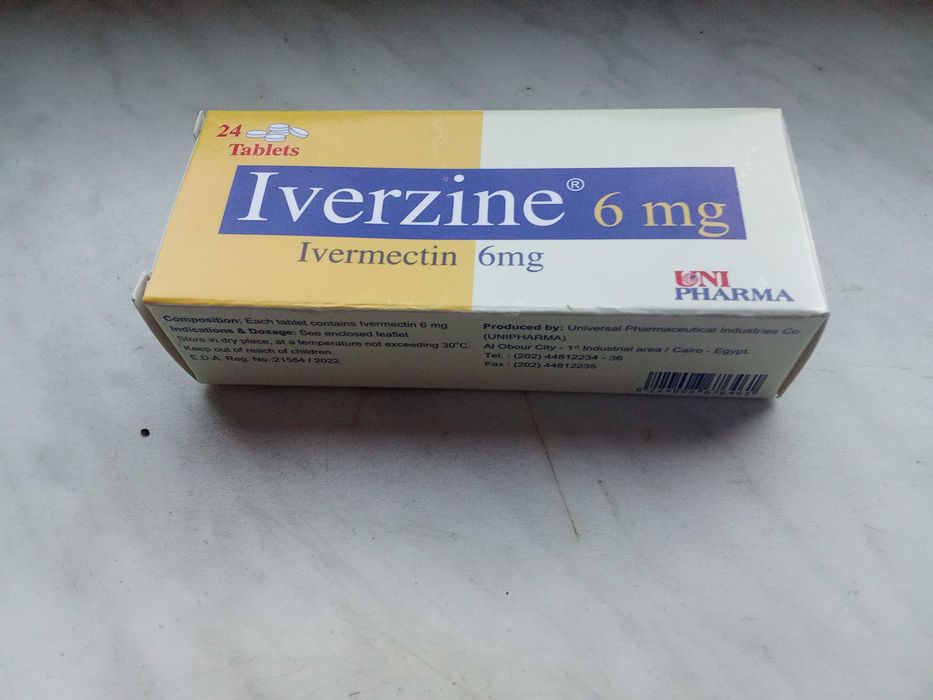 24
Tablets
Iverzine® 6 mg
Ivermectin 6mg
UNI
PHARMA
Composition: Each tablet contains Ivermectin 6 mg
Indications & Dosage: See enclosed leaflet
Store in dry place, at a temperature not exceeding 30°C.
Keep out of reach of children.
E.D.A. Reg. No.:21554 / 2022
Produced by: Universal Pharmaceutical Industries Co.
(UNIPHARMA)
Al Obour City - 1st Industrial area / Cairo - Egypt.
Tel. : (202) 44812234 - 36
Fax : (202) 44812235